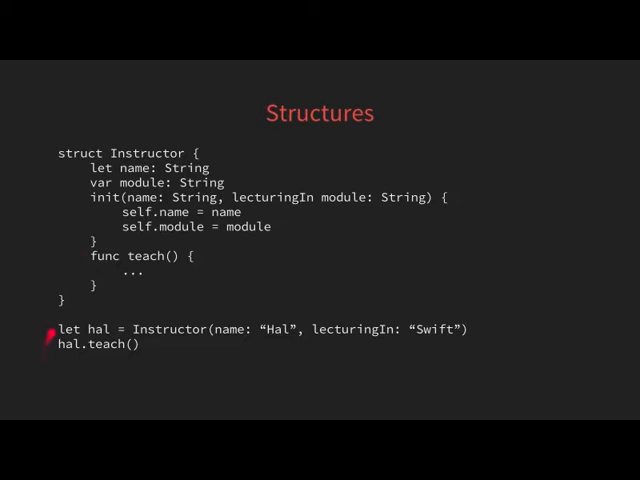 Structures
struct Instructor {
let name: String
var module: String
init(name: String, lecturingIn module: String) {
self.name = name
self.module = module
}
func teach() {
...
}
}
let hal = Instructor(name: “Hal”, lecturingIn: “Swift”)
hal.teach()